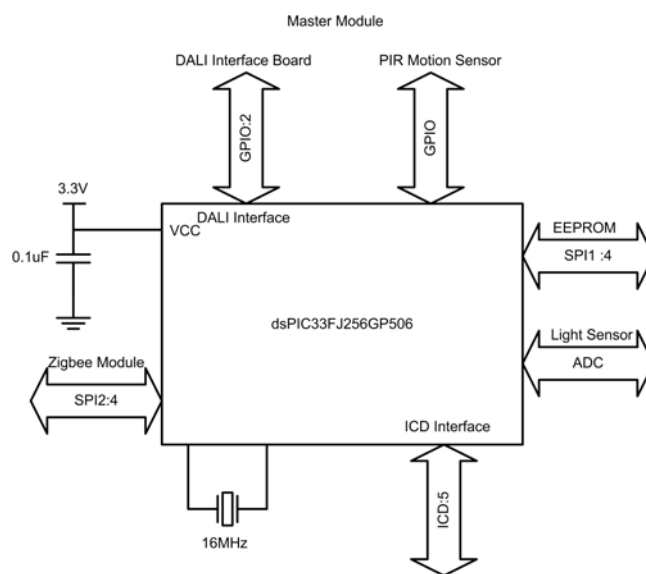 Master Module
DALI Interface Board
PIR Motion Sensor
GPIO:2
GPIO
3.3V
DALI Interface
VCC
0.1uF
EEPROM
SPI1 :4
dsPIC33FJ256GP506
Light Sensor
ADC
Zigbee Module
SPI2:4
ICD Interface
ICD:5
16MHz